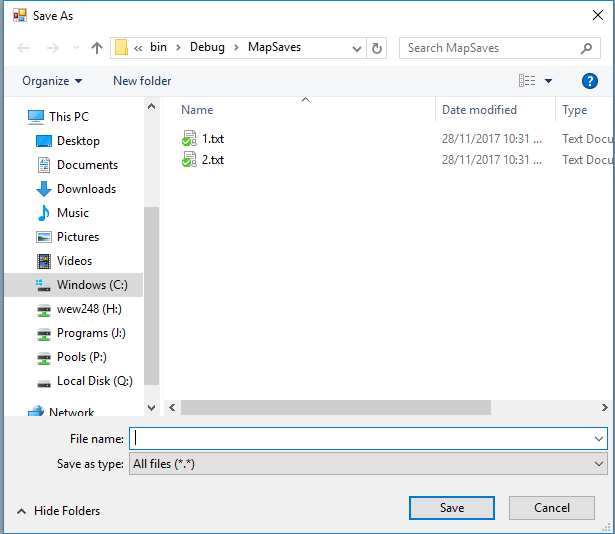 Save As
« bin > Debug > MapSaves
Search MapSaves
Organize
New folder
Name
Date modified
Type
This PC
Desktop
Documents
Downloads
Music
Pictures
Videos
Windows (C:)
wew248 (H:)
Programs (J:)
Pools (P:)
Local Disk (Q:)
Network
1.txt 28/11/2017 10:31 ... Text Docu
2.txt 28/11/2017 10:31 ... Text Docu
File name:
Save as type: All files (*.*)
Hide Folders
Save
Cancel